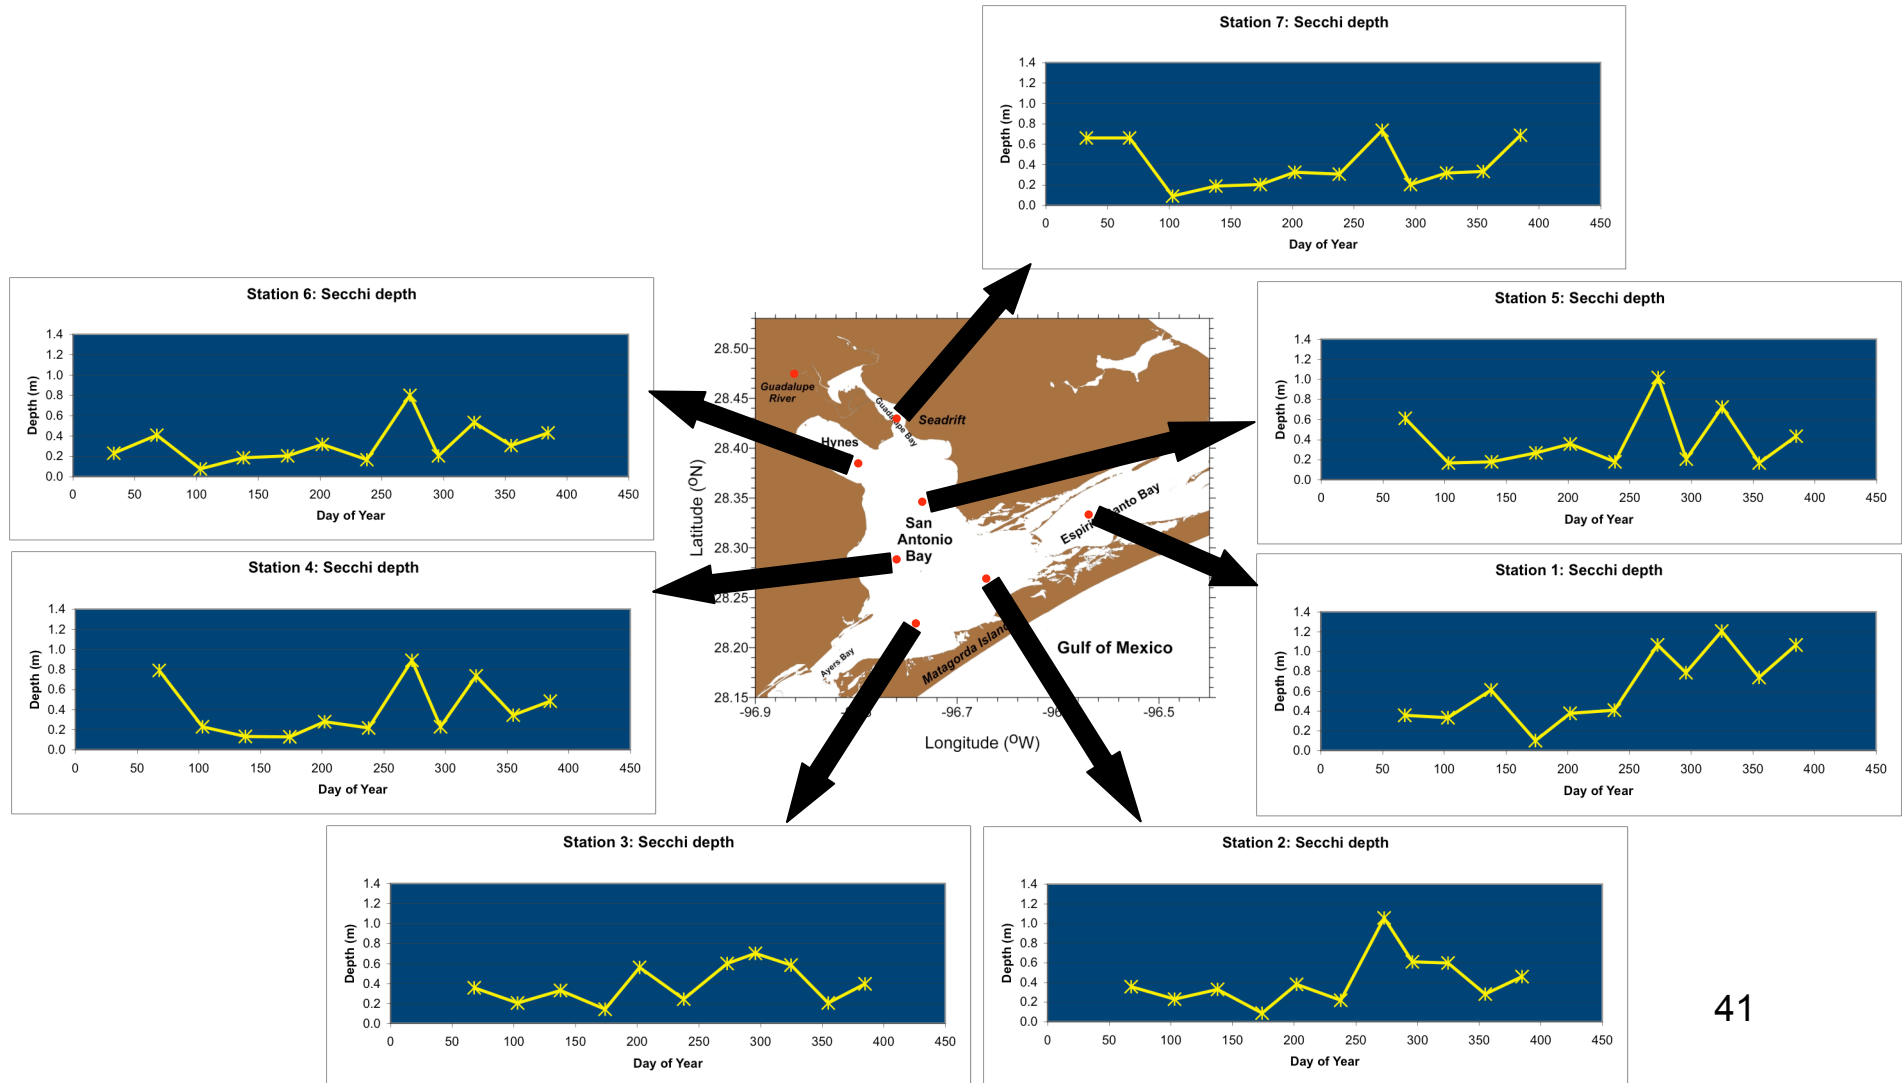 Station 7: Secchi depth
1.4
1.2
1.0
0.8
0.6
0.4
0.2
0.0
Depth (m)
0 50 100 150 200 250 300 350 400 450
Day of Year
Station 6: Secchi depth
1.4
1.2
1.0
0.8
0.6
0.4
0.2
0.0
Depth (m)
0 50 100 150 200 250 300 350 400 450
Day of Year
28.50
28.45
28.40
28.35
28.30
28.25
28.20
28.15
Latitude (ºN)
-96.9 -96.7 -96.5
Longitude (ºW)
Guadalupe
River
Guadalupe Bay
Seadrift
Hynes
San
Antonio
Bay
Espiritu Santo Bay
Ayers Bay
Matagorda Island
Gulf of Mexico
Station 5: Secchi depth
1.4
1.2
1.0
0.8
0.6
0.4
0.2
0.0
Depth (m)
0 50 100 150 200 250 300 350 400 450
Day of Year
Station 4: Secchi depth
1.4
1.2
1.0
0.8
0.6
0.4
0.2
0.0
Depth (m)
0 50 100 150 200 250 300 350 400 450
Day of Year
Station 1: Secchi depth
1.4
1.2
1.0
0.8
0.6
0.4
0.2
0.0
Depth (m)
0 50 100 150 200 250 300 350 400 450
Day of Year
Station 3: Secchi depth
1.4
1.2
1.0
0.8
0.6
0.4
0.2
0.0
Depth (m)
0 50 100 150 200 250 300 350 400 450
Day of Year
Station 2: Secchi depth
1.4
1.2
1.0
0.8
0.6
0.4
0.2
0.0
Depth (m)
0 50 100 150 200 250 300 350 400 450
Day of Year
41